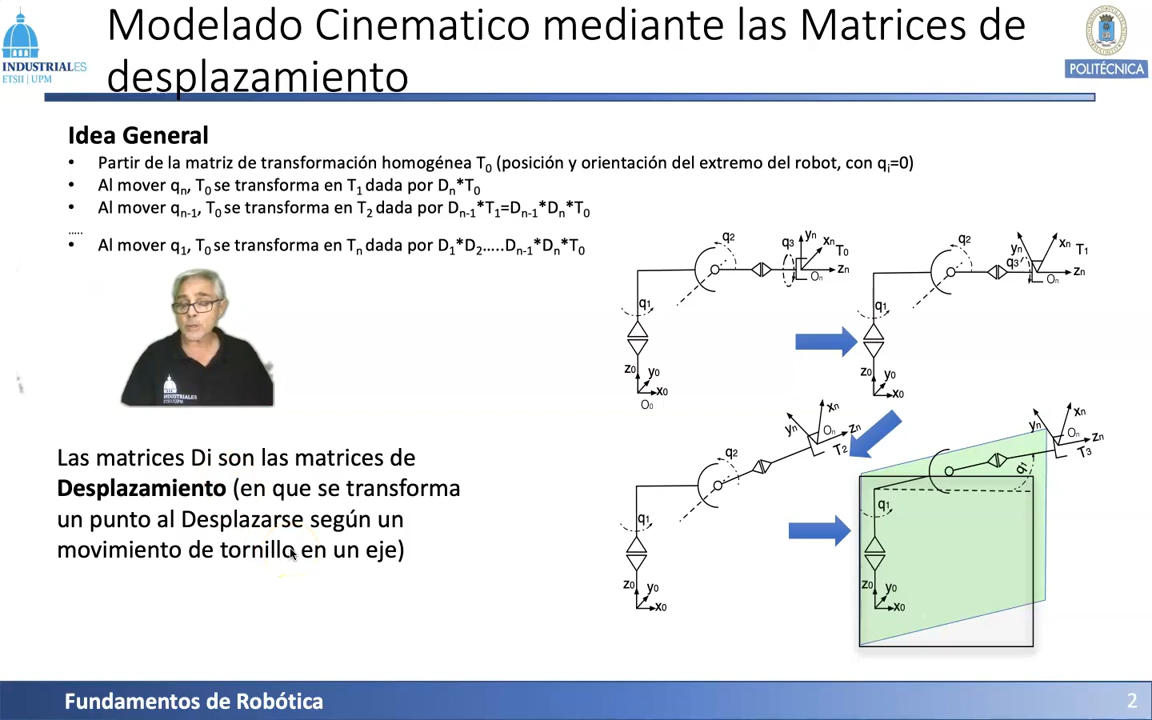 Modelado Cinematico mediante las Matrices de
desplazamiento
INDUSTRIALES
ETSII | UPM
POLITÉCNICA
Idea General
• Partir de la matriz de transformación homogénea T0 (posición y orientación del extremo del robot, con qi=0)
• Al mover qn, T0 se transforma en T1 dada por Dn*T0
• Al mover qn-1, T0 se transforma en T2 dada por Dn-1*T1=Dn-1*Dn*T0
.....
• Al mover q1, T0 se transforma en Tn dada por D1*D2.....Dn-1*Dn*T0
q2 q3 yn xn T0 zn On
q1
z0 y0 x0
O0
q2 yn xn T1 q3 zn On
q1
z0 y0 x0
INDUSTRIALES
Las matrices Di son las matrices de
Desplazamiento (en que se transforma
un punto al Desplazarse según un
movimiento de tornillo en un eje)
q2 yn xn On zn T2
q1
z0 y0 x0
yn xn On zn T3
q1
q1
z0 y0 x0
Fundamentos de Robótica
2